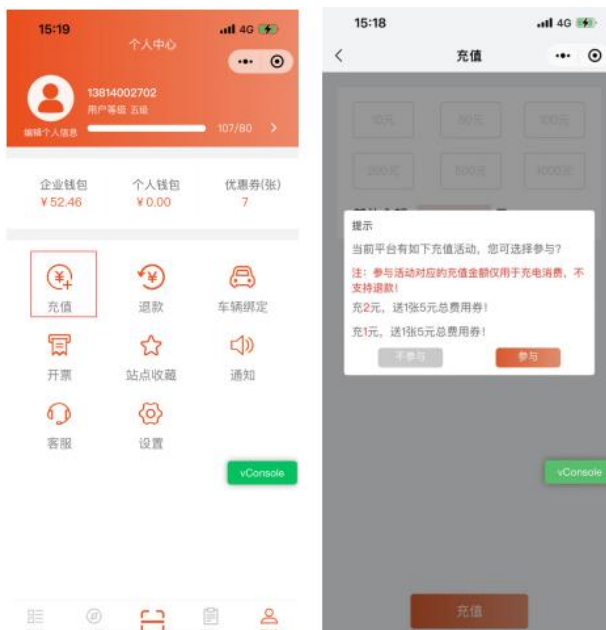 15:19
4G
个人中心
13814002702
用户等级 五级
编辑个人信息
107/80
企业钱包
个人钱包
优惠券(张)
¥ 52.46
¥ 0.00
7
充值
退款
车辆绑定
开票
站点收藏
通知
客服
设置
vConsole
15:18
4G
充值
10元
50元
100元
200元
500元
1000元
提示
当前平台有如下充值活动，您可选择参与?
注：参与活动对应的充值金额仅用于充电消费，不
支持退款!
充2元，送1张5元总费用券!
充1元，送1张5元总费用券!
不参与
参与
vConsole
充值